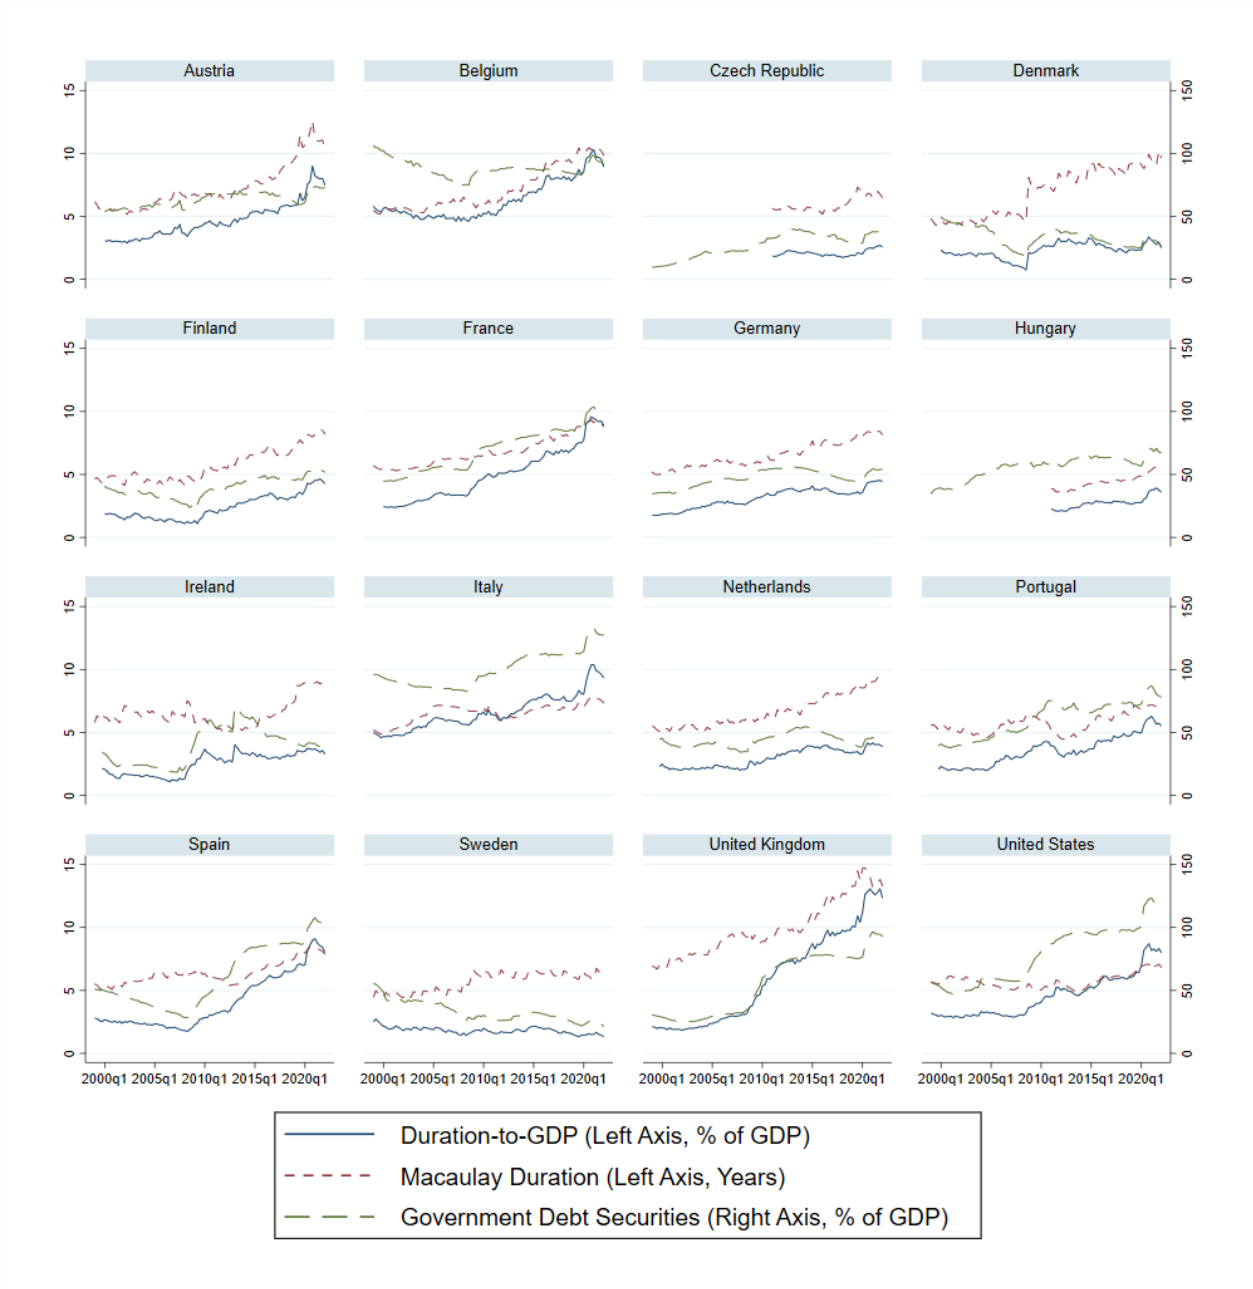 Austria Belgium Czech Republic Denmark
15 150
10 100
5 50
0 0
Finland France Germany Hungary
15 150
10 100
5 50
0 0
Ireland Italy Netherlands Portugal
15 150
10 100
5 50
0 0
Spain Sweden United Kingdom United States
15 150
10 100
5 50
0 0
2000q1 2005q1 2010q1 2015q1 2020q1 2000q1 2005q1 2010q1 2015q1 2020q1 2000q1 2005q1 2010q1 2015q1 2020q1 2000q1 2005q1 2010q1 2015q1 2020q1
Duration-to-GDP (Left Axis, % of GDP)
Macaulay Duration (Left Axis, Years)
Government Debt Securities (Right Axis, % of GDP)